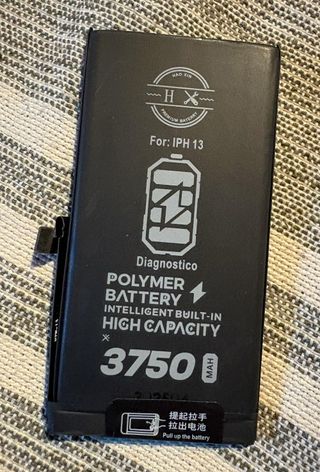 HAO XIN
H X
PREMIUM BATTERY
For: IPH 13
Diagnostico
POLYMER
BATTERY
INTELLIGENT BUILT-IN
HIGH CAPACITY
3750 MAH
提起拉手
拉出电池
Pull up the battery